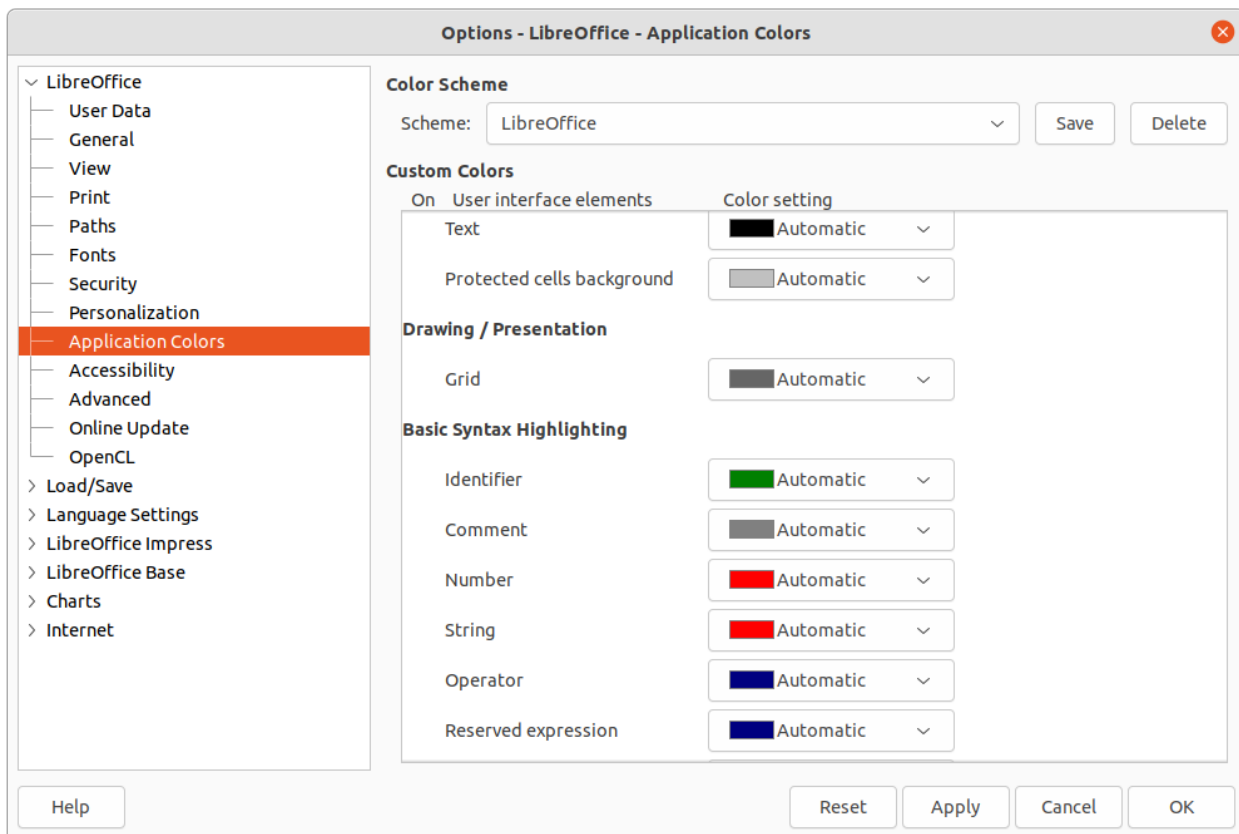 Options - LibreOffice - Application Colors
LibreOffice
User Data
General
View
Print
Paths
Fonts
Security
Personalization
Application Colors
Accessibility
Advanced
Online Update
OpenCL
Load/Save
Language Settings
LibreOffice Impress
LibreOffice Base
Charts
Internet
Color Scheme
Scheme: LibreOffice Save Delete
Custom Colors
On User interface elements Color setting
Text Automatic
Protected cells background Automatic
Drawing / Presentation
Grid Automatic
Basic Syntax Highlighting
Identifier Automatic
Comment Automatic
Number Automatic
String Automatic
Operator Automatic
Reserved expression Automatic
Help Reset Apply Cancel OK